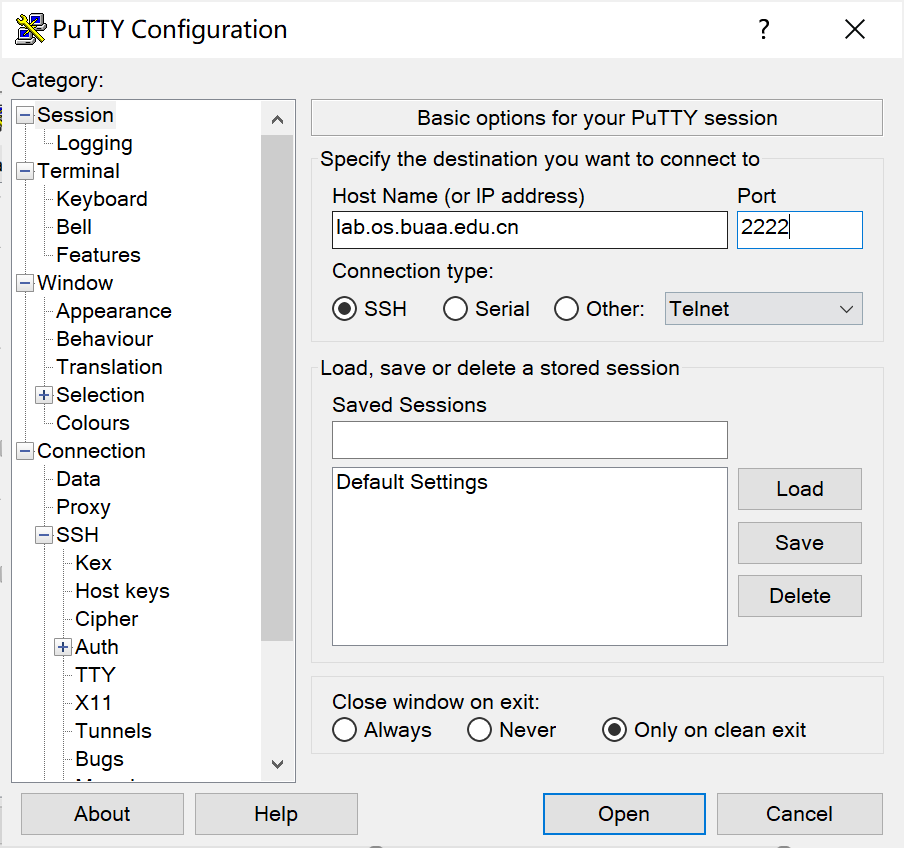 PuTTY Configuration ?
Category:
Session
Logging
Terminal
Keyboard
Bell
Features
Window
Appearance
Behaviour
Translation
Selection
Colours
Connection
Data
Proxy
SSH
Kex
Host keys
Cipher
Auth
TTY
X11
Tunnels
Bugs
Basic options for your PuTTY session
Specify the destination you want to connect to
Host Name (or IP address) Port
lab.os.buaa.edu.cn 2222
Connection type:
SSH Serial Other: Telnet
Load, save or delete a stored session
Saved Sessions
Default Settings
Load
Save
Delete
Close window on exit:
Always Never Only on clean exit
About Help Open Cancel